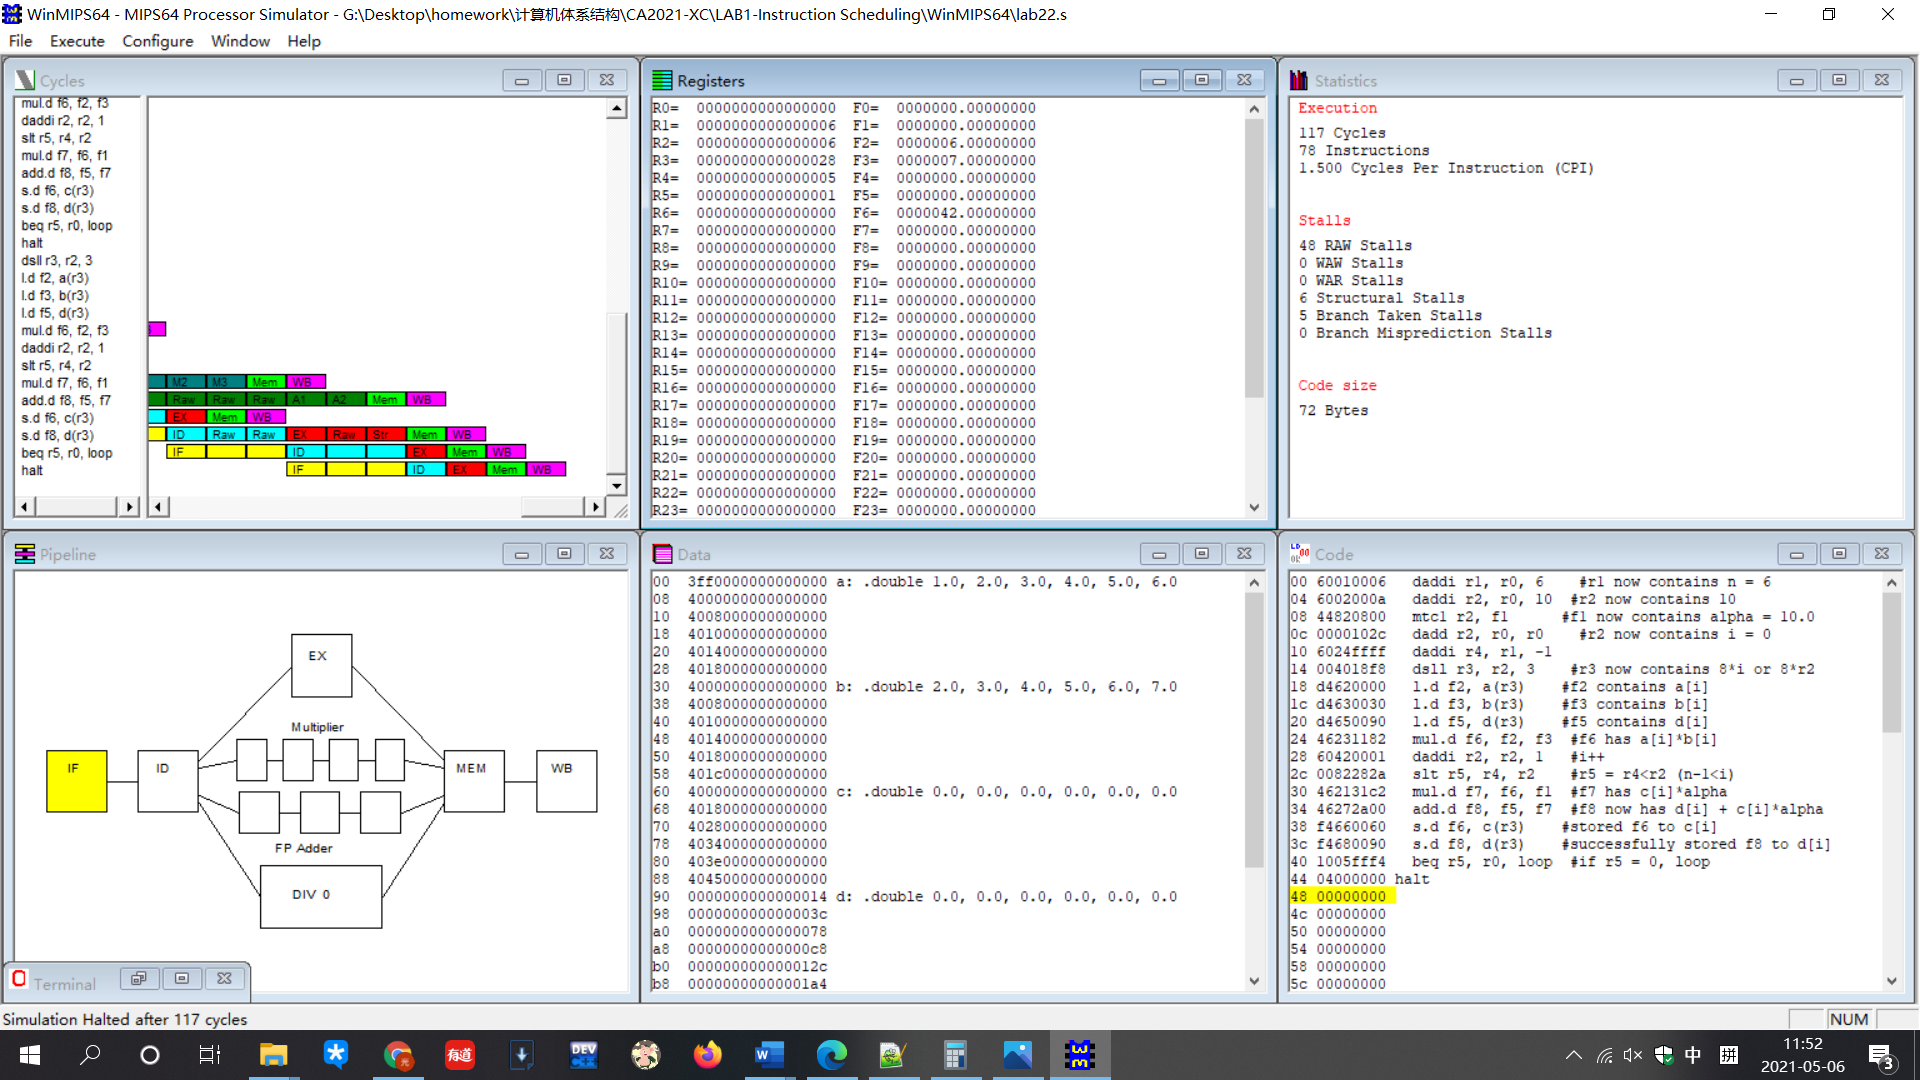 WinMIPS64 - MIPS64 Processor Simulator - G:\Desktop\homework\计算机体系结构\CA2021-XC\LAB1-Instruction Scheduling\WinMIPS64\lab22.s
File Execute Configure Window Help
Cycles
mul.d f6, f2, f3
daddi r2, r2, 1
slt r5, r4, r2
mul.d f7, f6, f1
add.d f8, f5, f7
s.d f6, c(r3)
s.d f8, d(r3)
beq r5, r0, loop
halt
dsll r3, r2, 3
l.d f2, a(r3)
l.d f3, b(r3)
l.d f5, d(r3)
mul.d f6, f2, f3
daddi r2, r2, 1
slt r5, r4, r2
mul.d f7, f6, f1
add.d f8, f5, f7
s.d f6, c(r3)
s.d f8, d(r3)
beq r5, r0, loop
halt
M2 M3 Mem WB
Raw Raw Raw A1 A2 Mem WB
EX Mem WB
ID Raw Raw EX Raw Str Mem WB
IF ID EX Mem WB
IF ID EX Mem WB
Registers
R0= 0000000000000000 F0= 0000000.00000000
R1= 0000000000000006 F1= 0000000.00000000
R2= 0000000000000006 F2= 0000006.00000000
R3= 0000000000000028 F3= 0000007.00000000
R4= 0000000000000005 F4= 0000000.00000000
R5= 0000000000000001 F5= 0000000.00000000
R6= 0000000000000000 F6= 0000042.00000000
R7= 0000000000000000 F7= 0000000.00000000
R8= 0000000000000000 F8= 0000000.00000000
R9= 0000000000000000 F9= 0000000.00000000
R10= 0000000000000000 F10= 0000000.00000000
R11= 0000000000000000 F11= 0000000.00000000
R12= 0000000000000000 F12= 0000000.00000000
R13= 0000000000000000 F13= 0000000.00000000
R14= 0000000000000000 F14= 0000000.00000000
R15= 0000000000000000 F15= 0000000.00000000
R16= 0000000000000000 F16= 0000000.00000000
R17= 0000000000000000 F17= 0000000.00000000
R18= 0000000000000000 F18= 0000000.00000000
R19= 0000000000000000 F19= 0000000.00000000
R20= 0000000000000000 F20= 0000000.00000000
R21= 0000000000000000 F21= 0000000.00000000
R22= 0000000000000000 F22= 0000000.00000000
R23= 0000000000000000 F23= 0000000.00000000
Statistics
Execution
117 Cycles
78 Instructions
1.500 Cycles Per Instruction (CPI)
Stalls
48 RAW Stalls
0 WAW Stalls
0 WAR Stalls
6 Structural Stalls
5 Branch Taken Stalls
0 Branch Misprediction Stalls
Code size
72 Bytes
Pipeline
EX
Multiplier
IF ID MEM WB
FP Adder
DIV 0
Terminal
Data
00 3ff0000000000000 a: .double 1.0, 2.0, 3.0, 4.0, 5.0, 6.0
08 4000000000000000
10 4008000000000000
18 4010000000000000
20 4014000000000000
28 4018000000000000
30 4000000000000000 b: .double 2.0, 3.0, 4.0, 5.0, 6.0, 7.0
38 4008000000000000
40 4010000000000000
48 4014000000000000
50 4018000000000000
58 401c000000000000
60 4000000000000000 c: .double 0.0, 0.0, 0.0, 0.0, 0.0, 0.0
68 4018000000000000
70 4028000000000000
78 4034000000000000
80 403e000000000000
88 4045000000000000
90 0000000000000014 d: .double 0.0, 0.0, 0.0, 0.0, 0.0, 0.0
98 000000000000003c
a0 0000000000000078
a8 00000000000000c8
b0 000000000000012c
b8 00000000000001a4
Code
00 60010006 daddi r1, r0, 6 #r1 now contains n = 6
04 6002000a daddi r2, r0, 10 #r2 now contains 10
08 44820800 mtc1 r2, f1 #f1 now contains alpha = 10.0
0c 0000102c dadd r2, r0, r0 #r2 now contains i = 0
10 6024ffff daddi r4, r1, -1
14 004018f8 dsll r3, r2, 3 #r3 now contains 8*i or 8*r2
18 d4620000 l.d f2, a(r3) #f2 contains a[i]
1c d4630030 l.d f3, b(r3) #f3 contains b[i]
20 d4650090 l.d f5, d(r3) #f5 contains d[i]
24 46231182 mul.d f6, f2, f3 #f6 has a[i]*b[i]
28 60420001 daddi r2, r2, 1 #i++
2c 0082282a slt r5, r4, r2 #r5 = r4<r2 (n-1<i)
30 462131c2 mul.d f7, f6, f1 #f7 has c[i]*alpha
34 46272a00 add.d f8, f5, f7 #f8 now has d[i] + c[i]*alpha
38 f4660060 s.d f6, c(r3) #stored f6 to c[i]
3c f4680090 s.d f8, d(r3) #successfully stored f8 to d[i]
40 1005fff4 beq r5, r0, loop #if r5 = 0, loop
44 04000000 halt
48 00000000
4c 00000000
50 00000000
54 00000000
58 00000000
5c 00000000
Simulation Halted after 117 cycles
NUM
有道
DEV
C++
中
拼
11:52
2021-05-06
3